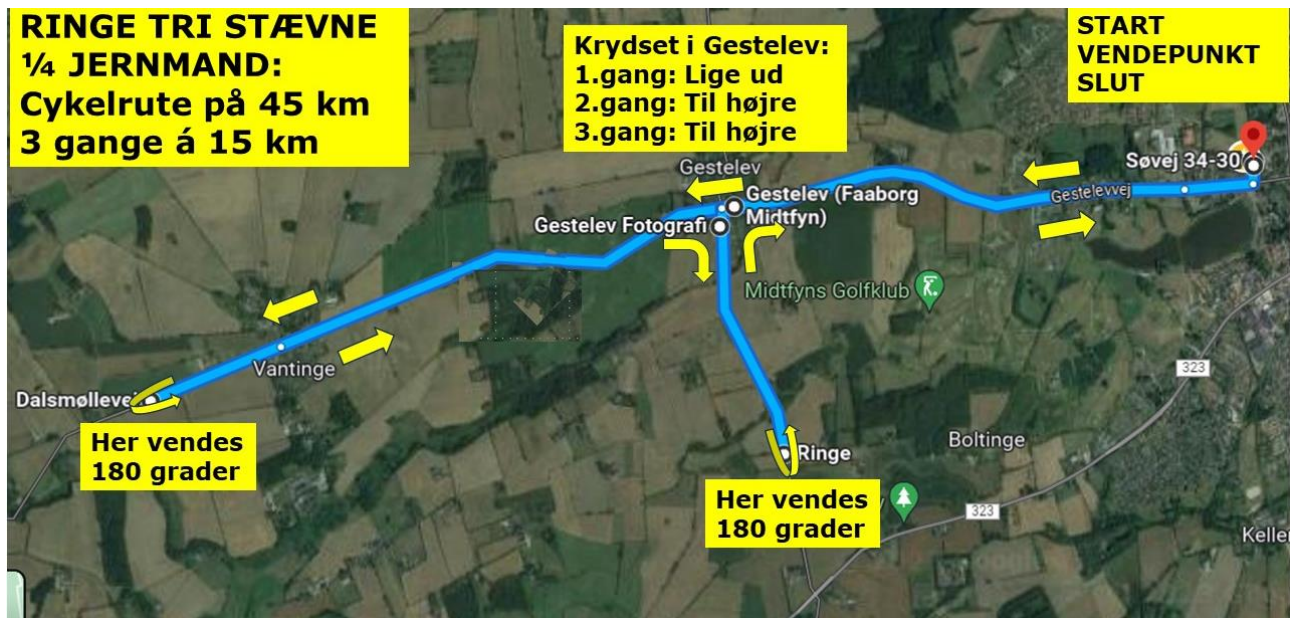 RINGE TRI STÆVNE
¼ JERNMAND:
Cykelrute på 45 km
3 gange á 15 km
Krydset i Gestelev:
1.gang: Lige ud
2.gang: Til højre
3.gang: Til højre
START
VENDEPUNKT
SLUT
Gestelev
Søvej 34-30
Gestelevvej
Gestelev (Faaborg
Midtfyn)
Gestelev Fotografi
Midtfyns Golfklub
Vantinge
323
Dalsmølleve
Her vendes
180 grader
Boltinge
Ringe
Her vendes
180 grader
323
Keller